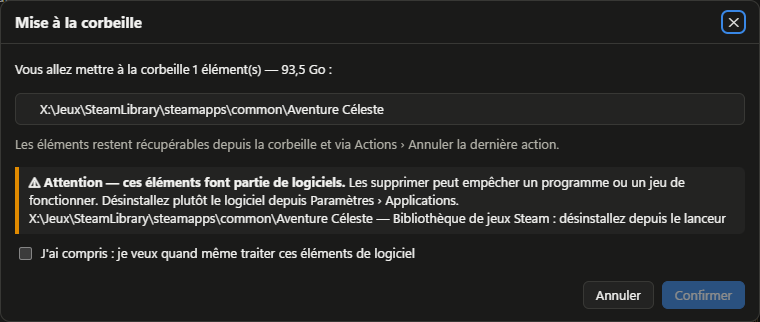 Mise à la corbeille
Vous allez mettre à la corbeille 1 élément(s) — 93,5 Go :
X:\Jeux\SteamLibrary\steamapps\common\Aventure Céleste
Les éléments restent récupérables depuis la corbeille et via Actions › Annuler la dernière action.
⚠ Attention — ces éléments font partie de logiciels. Les supprimer peut empêcher un programme ou un jeu de
fonctionner. Désinstallez plutôt le logiciel depuis Paramètres › Applications.
X:\Jeux\SteamLibrary\steamapps\common\Aventure Céleste — Bibliothèque de jeux Steam : désinstallez depuis le lanceur
J'ai compris : je veux quand même traiter ces éléments de logiciel
Annuler
Confirmer